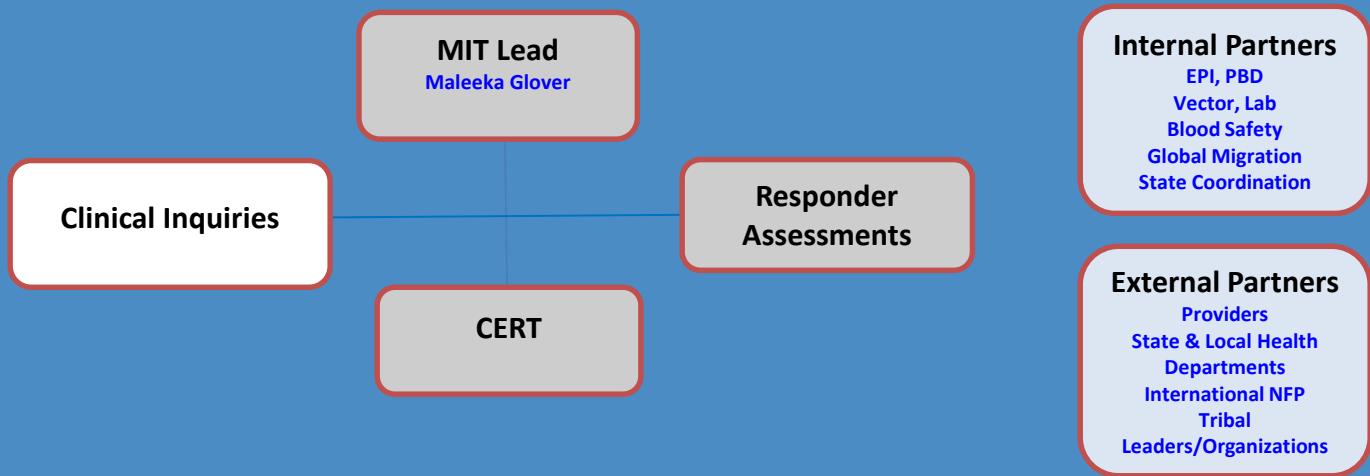 MIT Lead
Maleeka Glover
Clinical Inquiries
Responder
Assessments
CERT
Internal Partners
EPI, PBD
Vector, Lab
Blood Safety
Global Migration
State Coordination
External Partners
Providers
State & Local Health
Departments
International NFP
Tribal
Leaders/Organizations